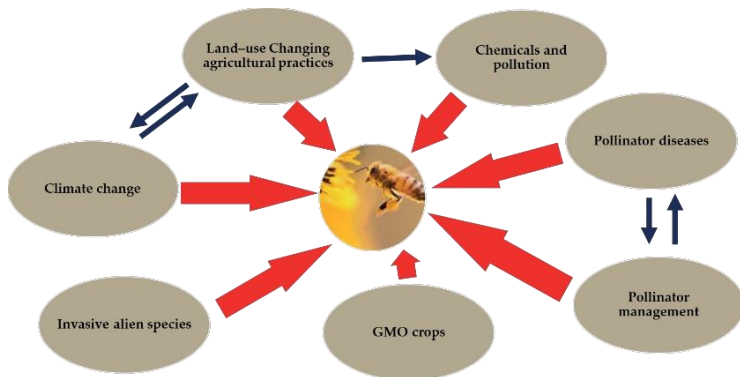 Land–use Changing
agricultural practices
Chemicals and
pollution
Pollinator diseases
Climate change
Pollinator
management
Invasive alien species
GMO crops